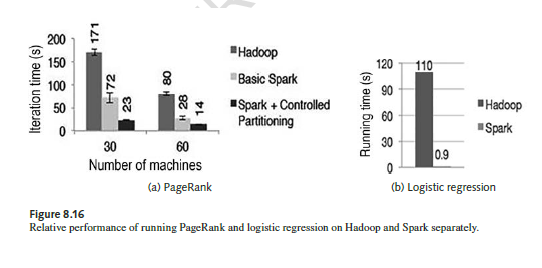 200
150
100
50
0
Iteration time (s)
171
72
23
80
28
14
30
60
Number of machines
Hadoop
Basic Spark
Spark + Controlled
Partitioning
(a) PageRank
120
90
60
30
0
Running time (s)
110
0.9
Hadoop
Spark
(b) Logistic regression
Figure 8.16
Relative performance of running PageRank and logistic regression on Hadoop and Spark separately.